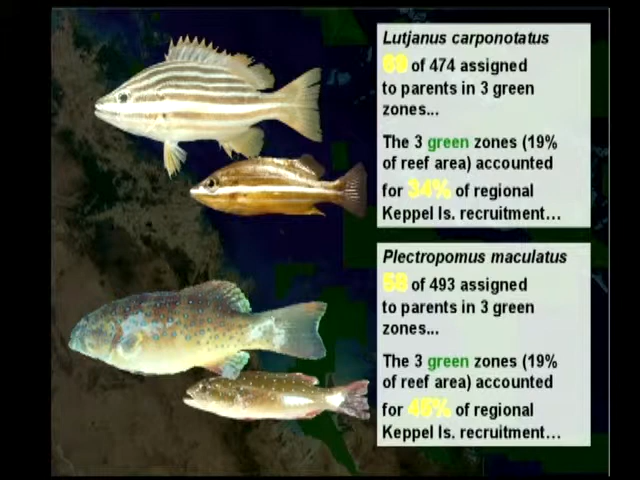 Lutjanus carponotatus
69 of 474 assigned
to parents in 3 green
zones...
The 3 green zones (19%
of reef area) accounted
for 34% of regional
Keppel Is. recruitment…
Plectropomus maculatus
58 of 493 assigned
to parents in 3 green
zones...
The 3 green zones (19%
of reef area) accounted
for 45% of regional
Keppel Is. recruitment…